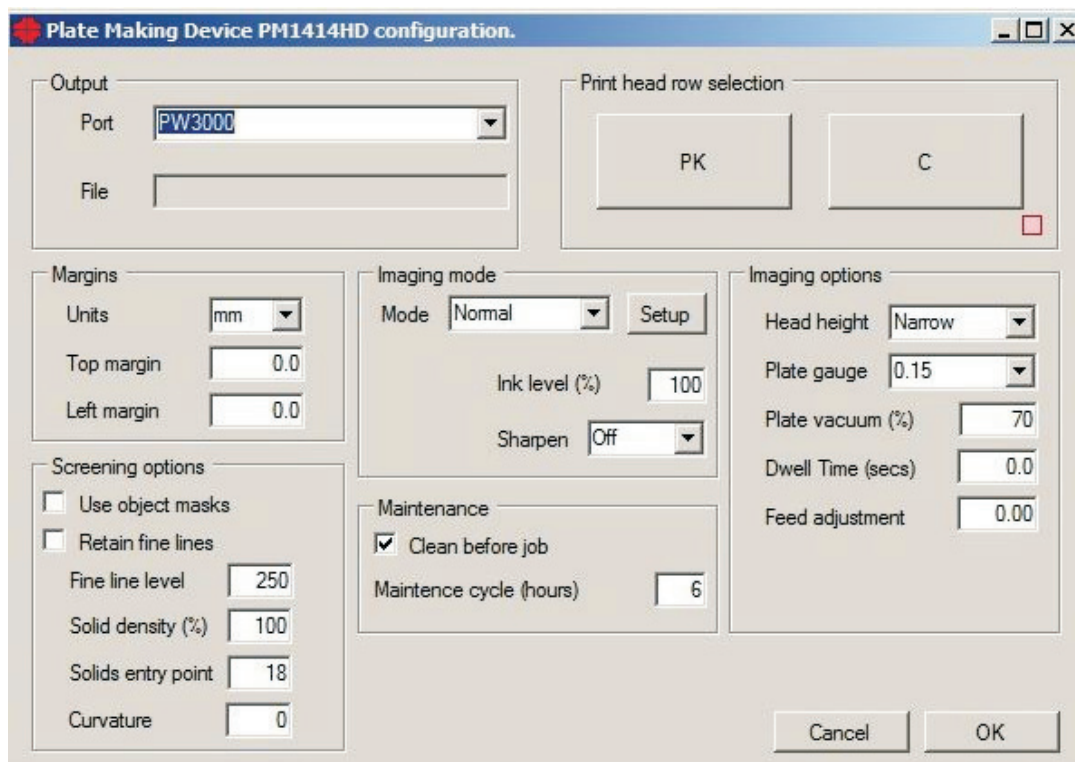 Plate Making Device PM1414HD configuration.
Output
Port PW3000
File
Print head row selection
PK C
Margins
Units mm
Top margin 0.0
Left margin 0.0
Imaging mode
Mode Normal Setup
Ink level (%) 100
Sharpen Off
Imaging options
Head height Narrow
Plate gauge 0.15
Plate vacuum (%) 70
Dwell Time (secs) 0.0
Feed adjustment 0.00
Screening options
Use object masks
Retain fine lines
Fine line level 250
Solid density (%) 100
Solids entry point 18
Curvature 0
Maintenance
Clean before job
Maintence cycle (hours) 6
Cancel OK